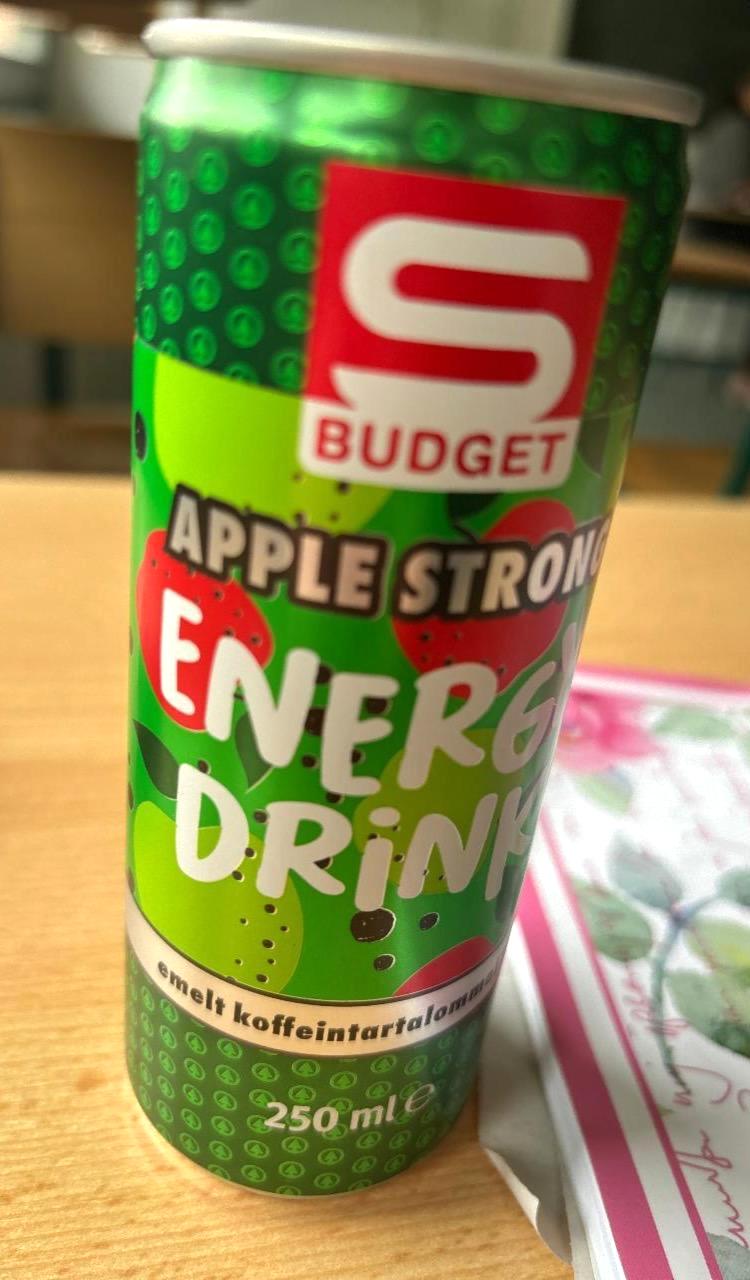 S
BUDGET
APPLE STRONG
ENERGY
DRiNK
emelt koffeintartalommal
250 ml ℮